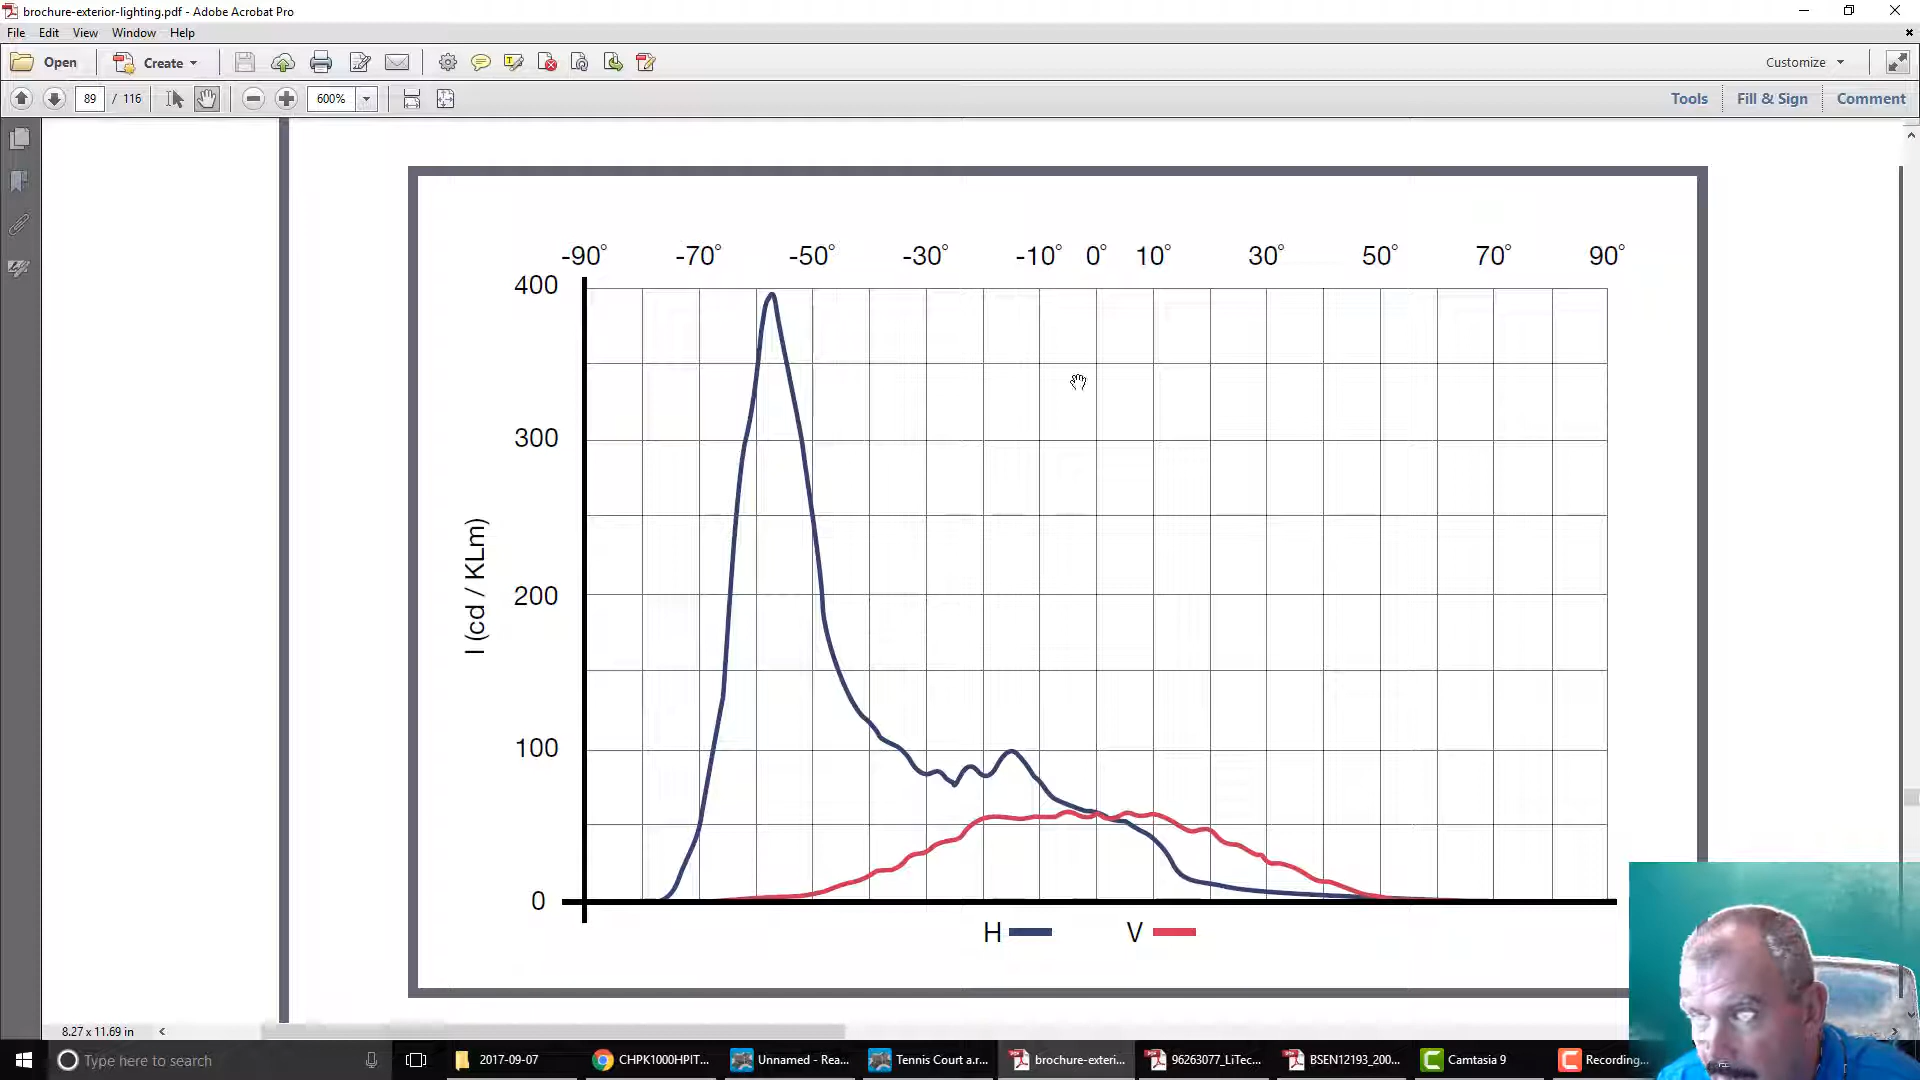 brochure-exterior-lighting.pdf - Adobe Acrobat Pro
File Edit View Window Help
Open Create Customize
89 / 116 600% Tools Fill & Sign Comment
-90° -70° -50° -30° -10° 0° 10° 30° 50° 70° 90°
400
300
200
100
0
I (cd / KLm)
H V
8.27 x 11.69 in
Type here to search 2017-09-07 CHPK1000HPIT... Unnamed - Rea... Tennis Court a.r... brochure-exteri... 96263077_LiTec... BSEN12193_200... Camtasia 9 Recording...